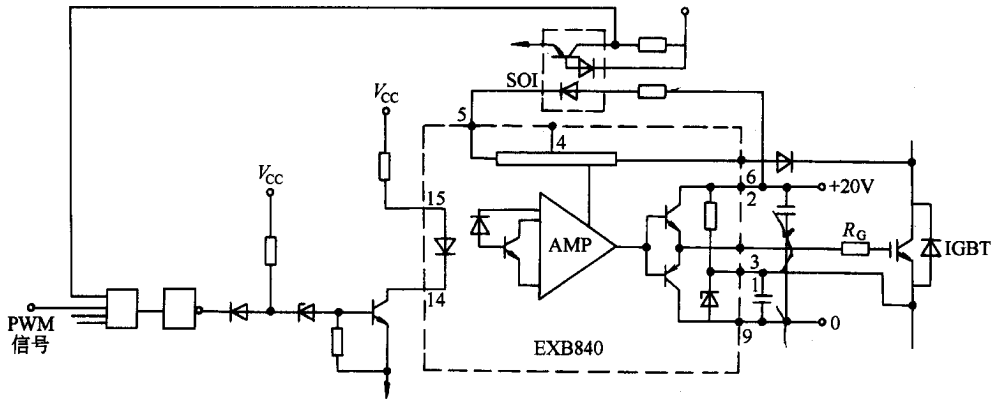 SOI
V_CC
5
4
V_CC
6
+20V
2
15
AMP
R_G
IGBT
3
14
1
PWM
信号
0
9
EXB840